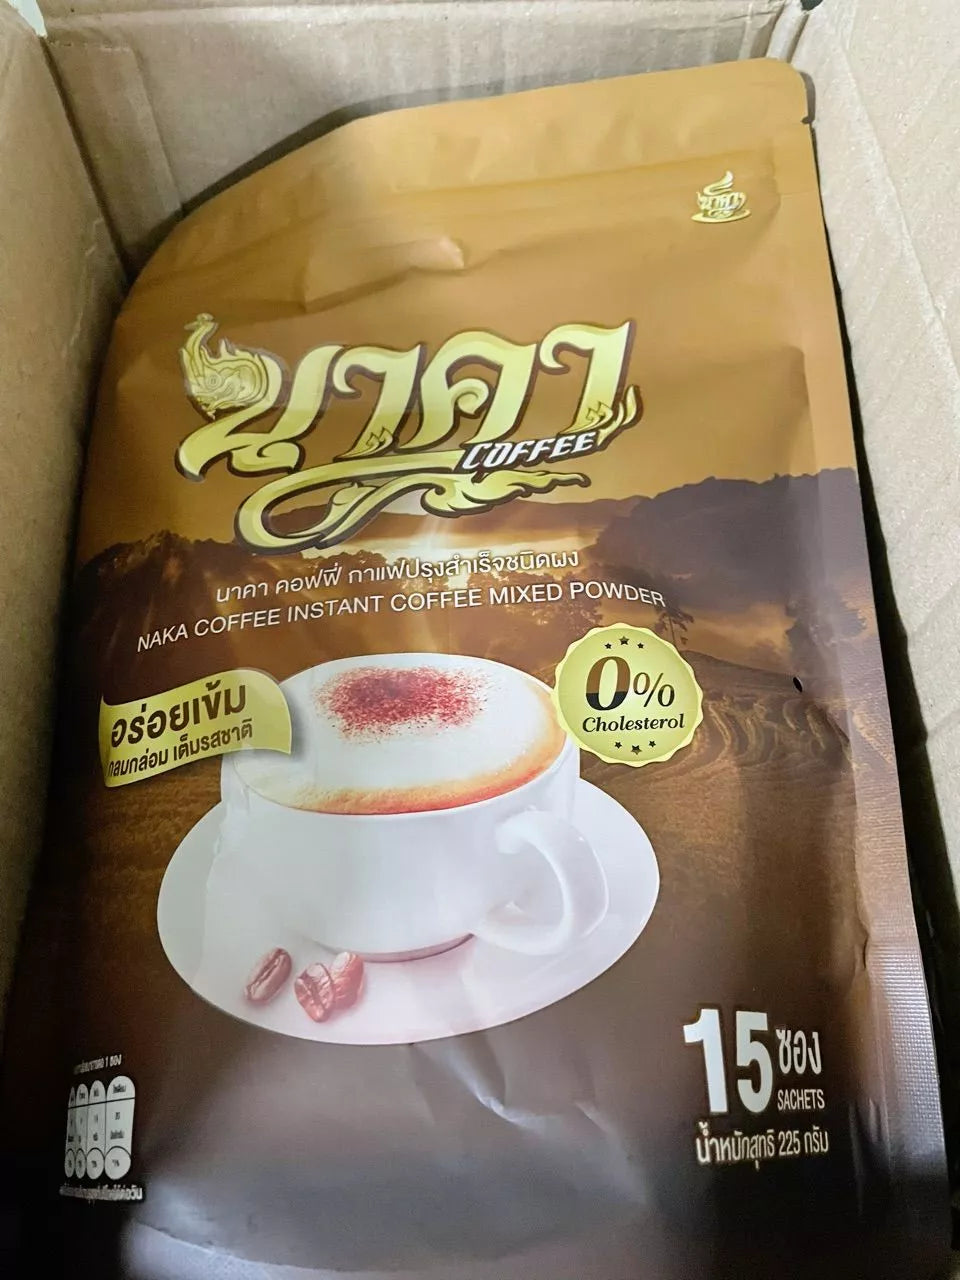 นาคา
นาคา
COFFEE
นาคา คอฟฟี่ กาแฟปรุงสำเร็จชนิดผง
NAKA COFFEE INSTANT COFFEE MIXED POWDER
อร่อยเข้ม
กลมกล่อม เต็มรสชาติ
0%
Cholesterol
15 ซอง
SACHETS
น้ำหนักสุทธิ 225 กรัม